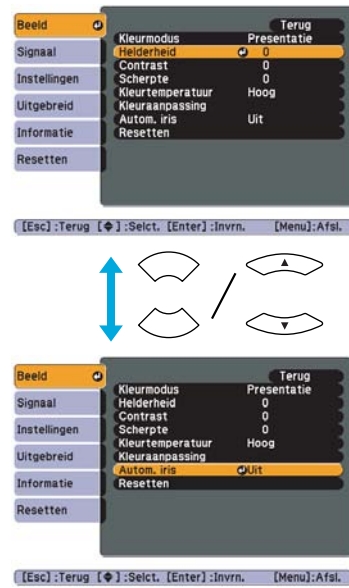 Beeld Terug
Kleurmodus Presentatie
Signaal Helderheid 0
Contrast 0
Instellingen Scherpte 0
Kleurtemperatuur Hoog
Uitgebreid Kleuraanpassing
Autom. iris Uit
Informatie Resetten
Resetten
[Esc] :Terug [◆] :Selct. [Enter] :Invrn. [Menu]:Afsl.
/
Beeld Terug
Kleurmodus Presentatie
Signaal Helderheid 0
Contrast 0
Instellingen Scherpte 0
Kleurtemperatuur Hoog
Uitgebreid Kleuraanpassing
Autom. iris Uit
Informatie Resetten
Resetten
[Esc] :Terug [◆] :Selct. [Enter] :Invrn. [Menu]:Afsl.